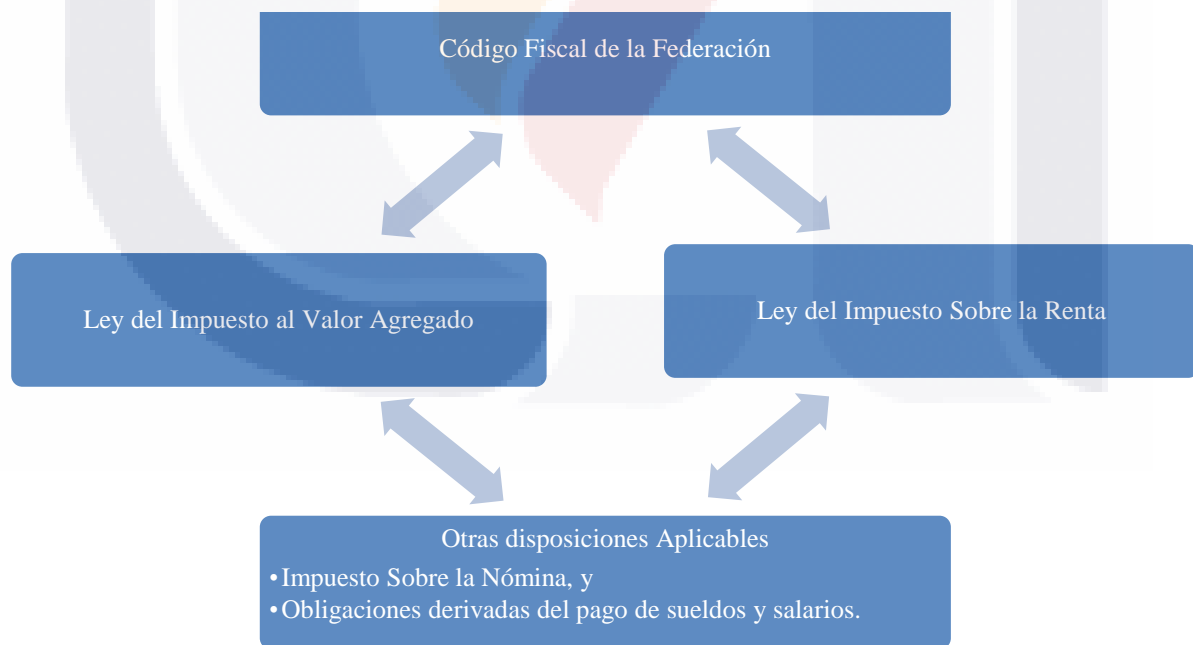 Código Fiscal de la Federación
Ley del Impuesto al Valor Agregado
Ley del Impuesto Sobre la Renta
Otras disposiciones Aplicables
•Impuesto Sobre la Nómina, y
•Obligaciones derivadas del pago de sueldos y salarios.